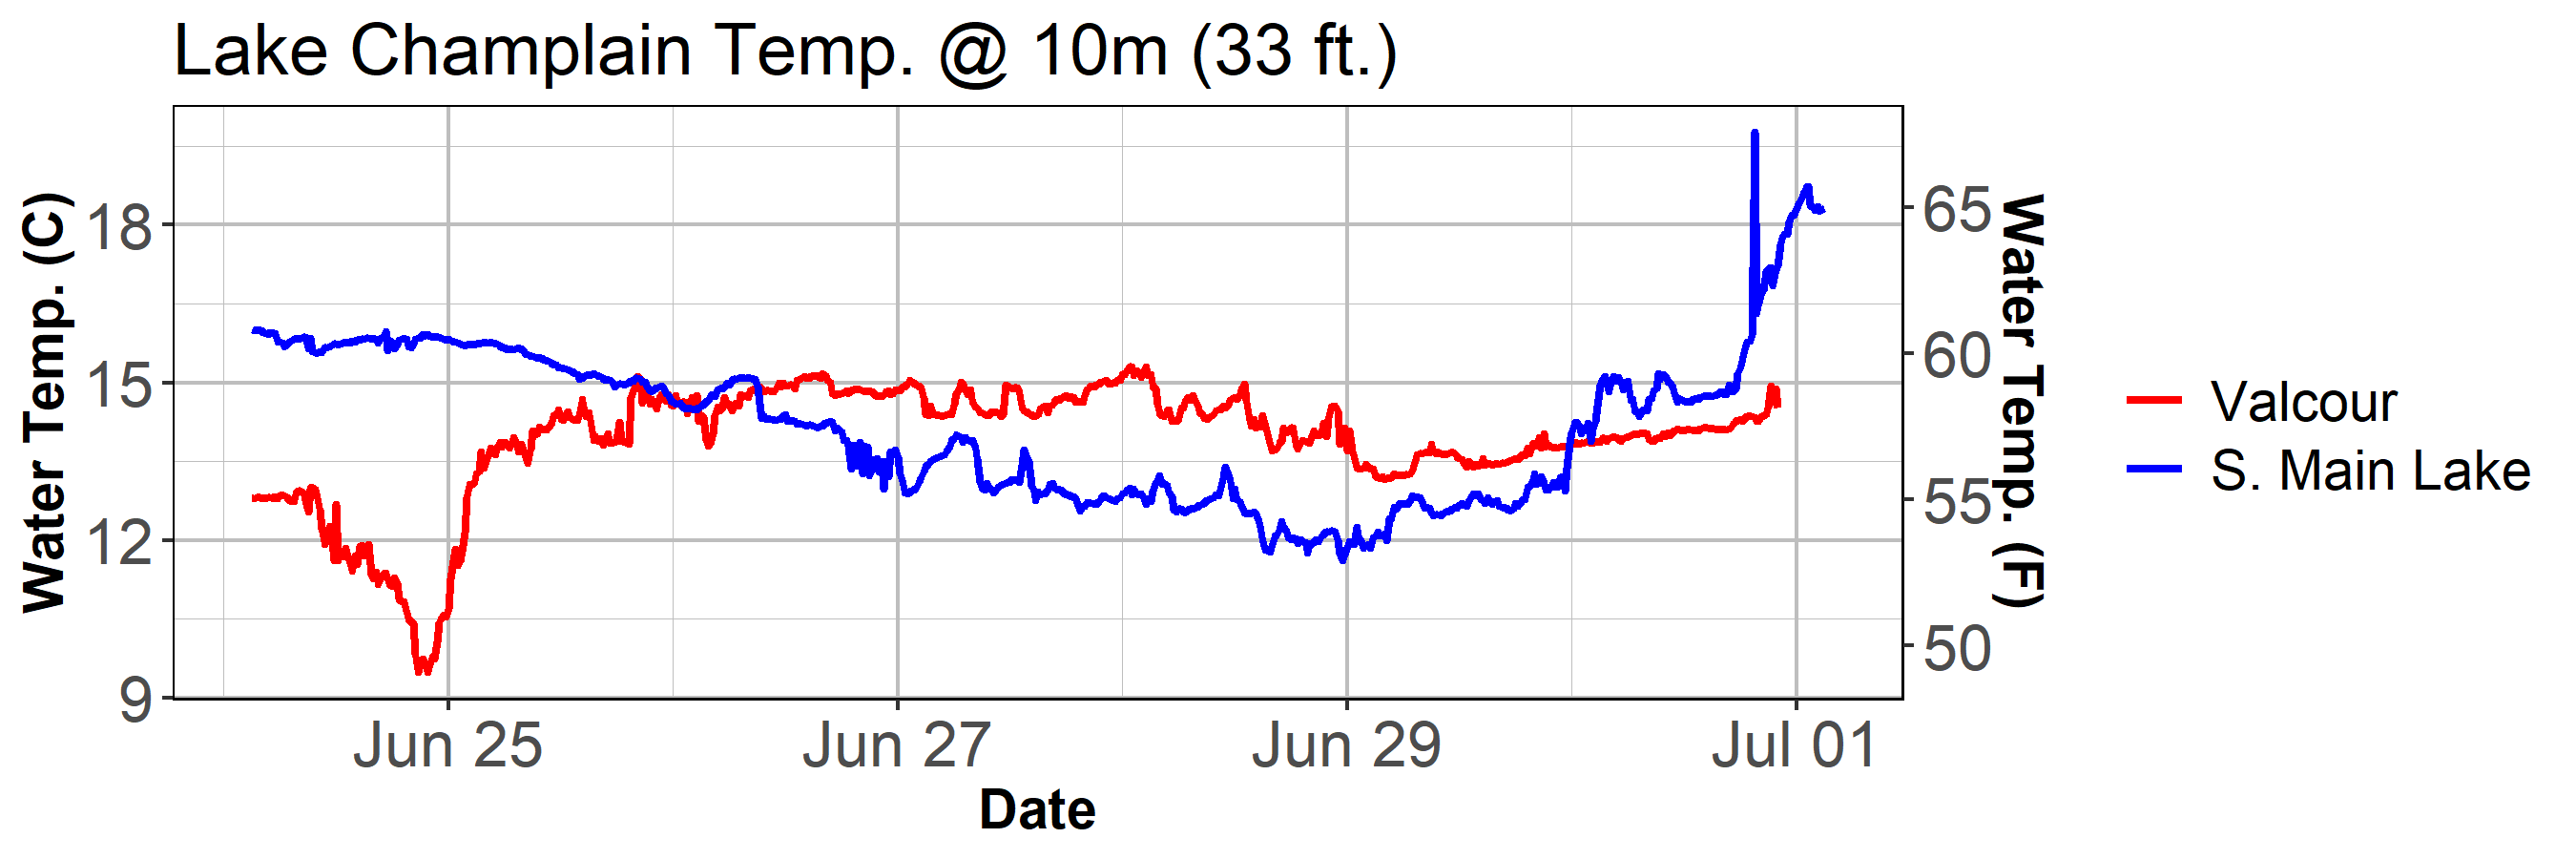 Lake Champlain Temp. @ 10m (33 ft.)
Water Temp. (C)
18
15
12
9
65
60
55
50
Water Temp. (F)
Jun 25
Jun 27
Jun 29
Jul 01
Date
Valcour
S. Main Lake